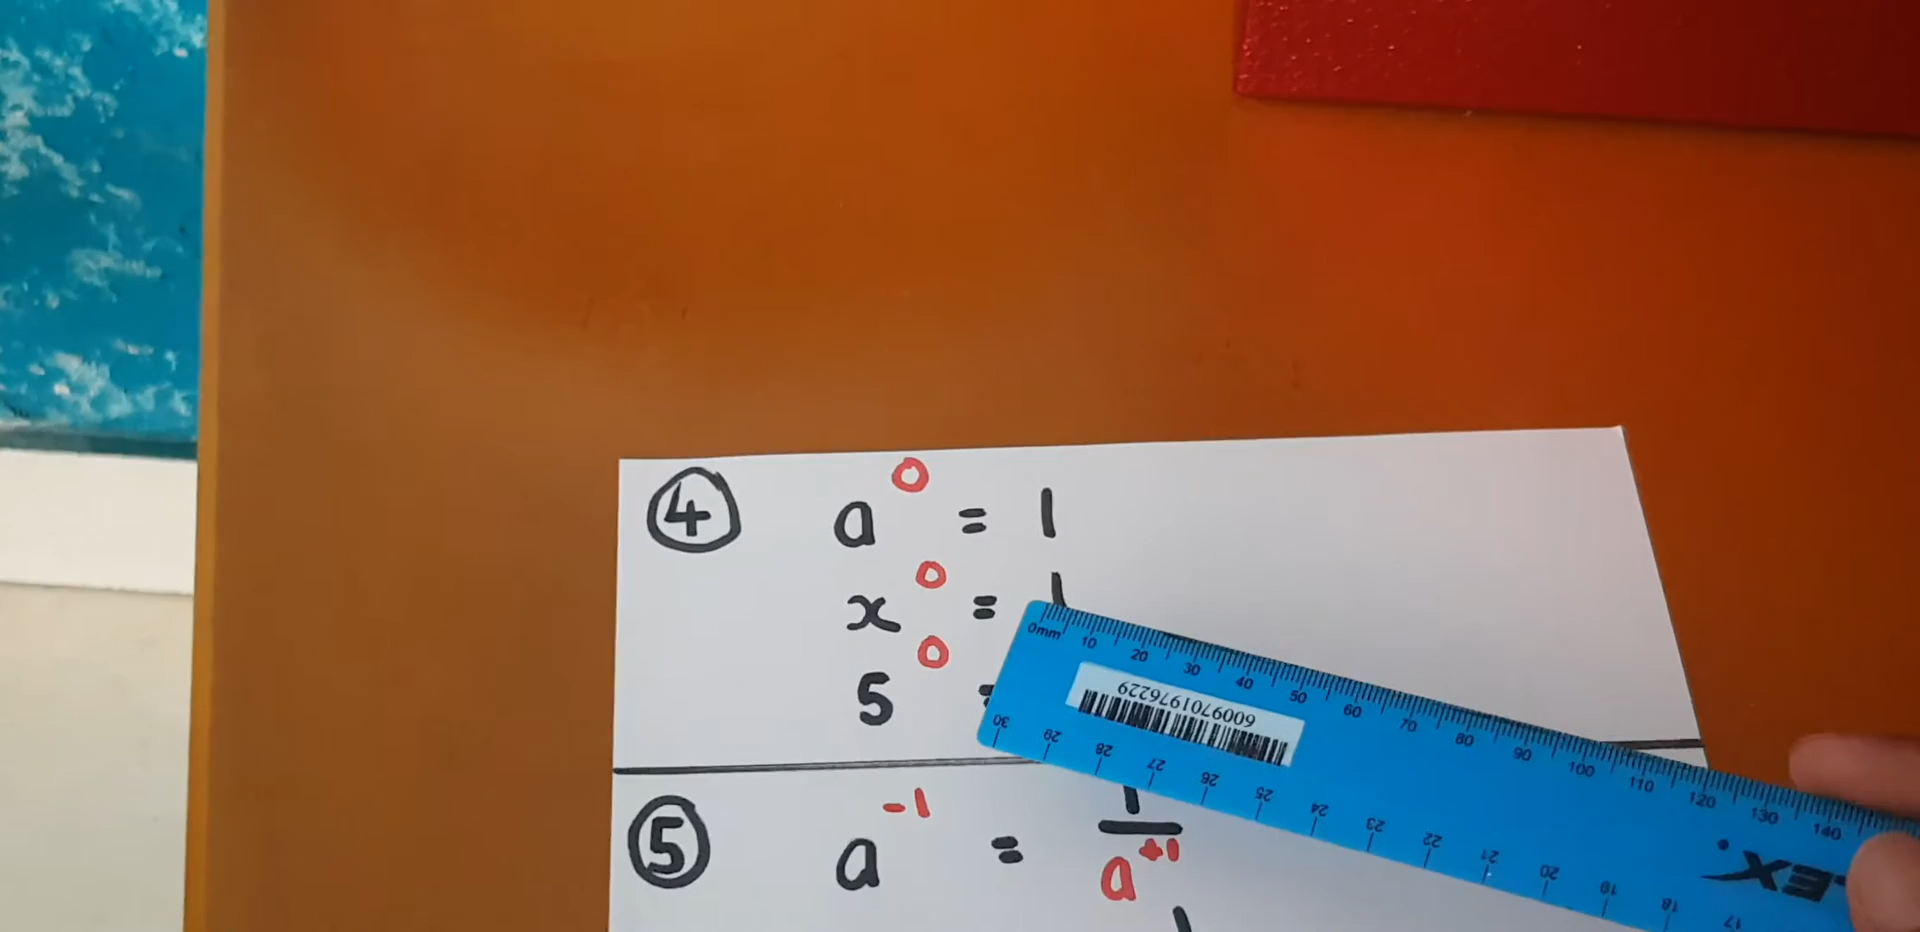 ④ a⁰ = 1
x⁰ = 1
5⁰ =
0mm 10 20 30 40 50 60 70 80 90 100 110 120 130 140
6009701976229
30 29 28 27 26 25 24 23 22 21 20 19 18 17
⑤ a⁻¹ = 1/a⁺¹